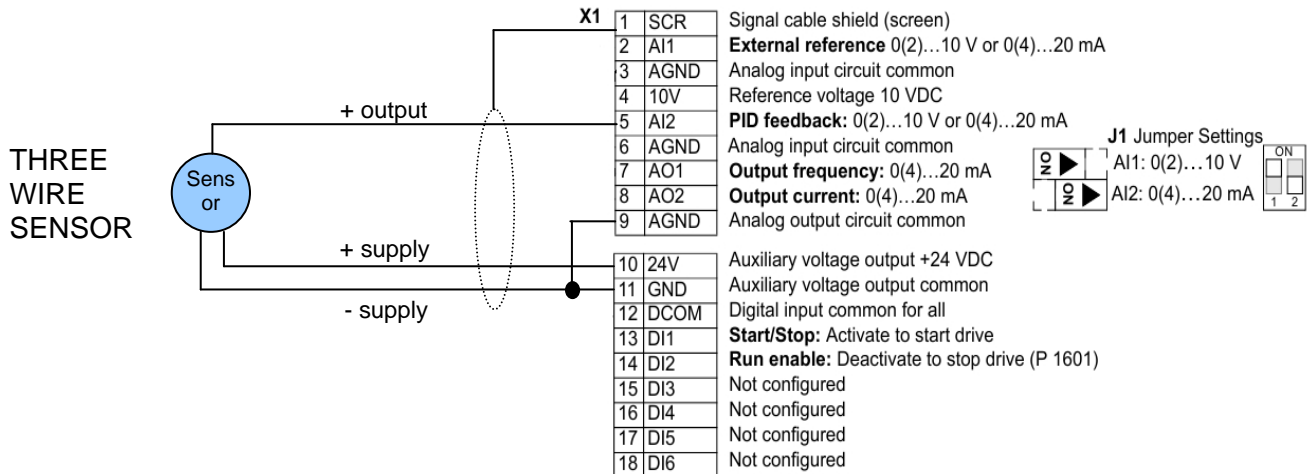 X1
1 SCR Signal cable shield (screen)
2 AI1 External reference 0(2)…10 V or 0(4)…20 mA
3 AGND Analog input circuit common
4 10V Reference voltage 10 VDC
+ output
5 AI2 PID feedback: 0(2)…10 V or 0(4)…20 mA
6 AGND Analog input circuit common
7 AO1 Output frequency: 0(4)…20 mA
8 AO2 Output current: 0(4)…20 mA
9 AGND Analog output circuit common
J1 Jumper Settings
ON AI1: 0(2)…10 V
ON AI2: 0(4)…20 mA
ON
1 2
THREE
WIRE
SENSOR
Sens
or
+ supply
10 24V Auxiliary voltage output +24 VDC
11 GND Auxiliary voltage output common
- supply
12 DCOM Digital input common for all
13 DI1 Start/Stop: Activate to start drive
14 DI2 Run enable: Deactivate to stop drive (P 1601)
15 DI3 Not configured
16 DI4 Not configured
17 DI5 Not configured
18 DI6 Not configured